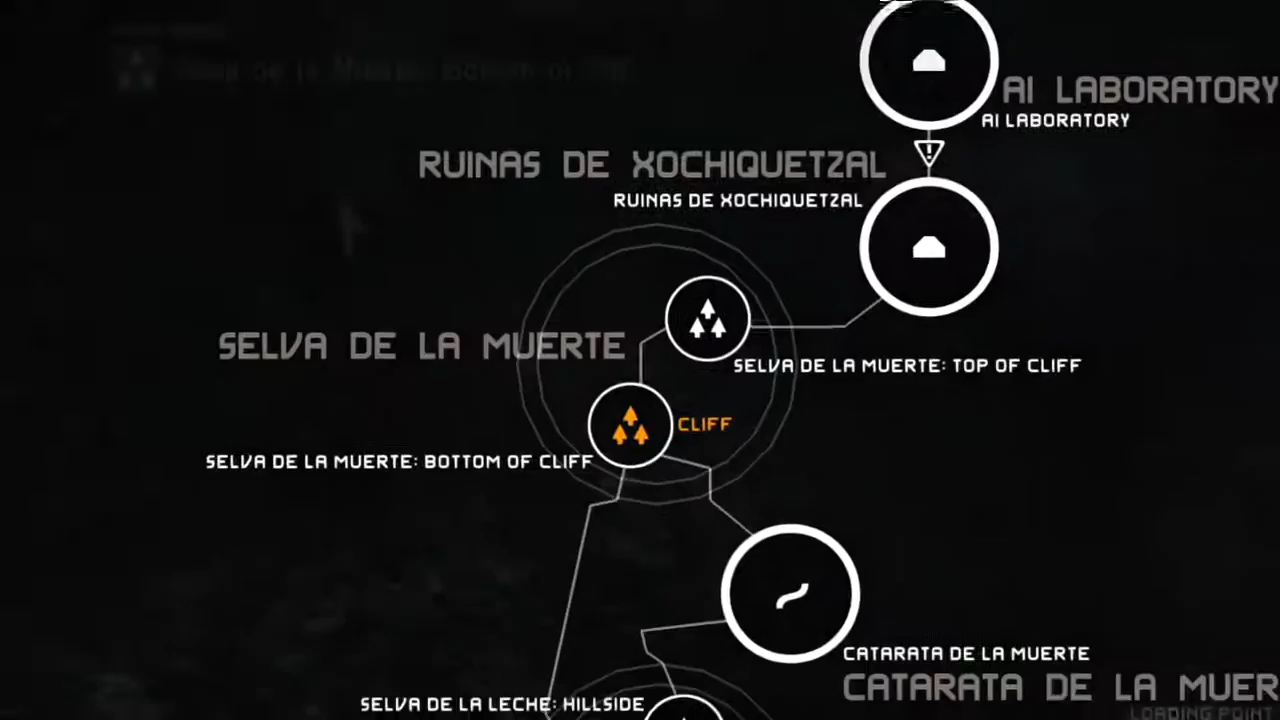 AI LABORATORY
AI LABORATORY
RUINAS DE XOCHIQUETZAL
RUINAS DE XOCHIQUETZAL
SELVA DE LA MUERTE
SELVA DE LA MUERTE: TOP OF CLIFF
CLIFF
SELVA DE LA MUERTE: BOTTOM OF CLIFF
CATARATA DE LA MUERTE
CATARATA DE LA MUER
SELVA DE LA LECHE: HILLSIDE
LOADING POINT